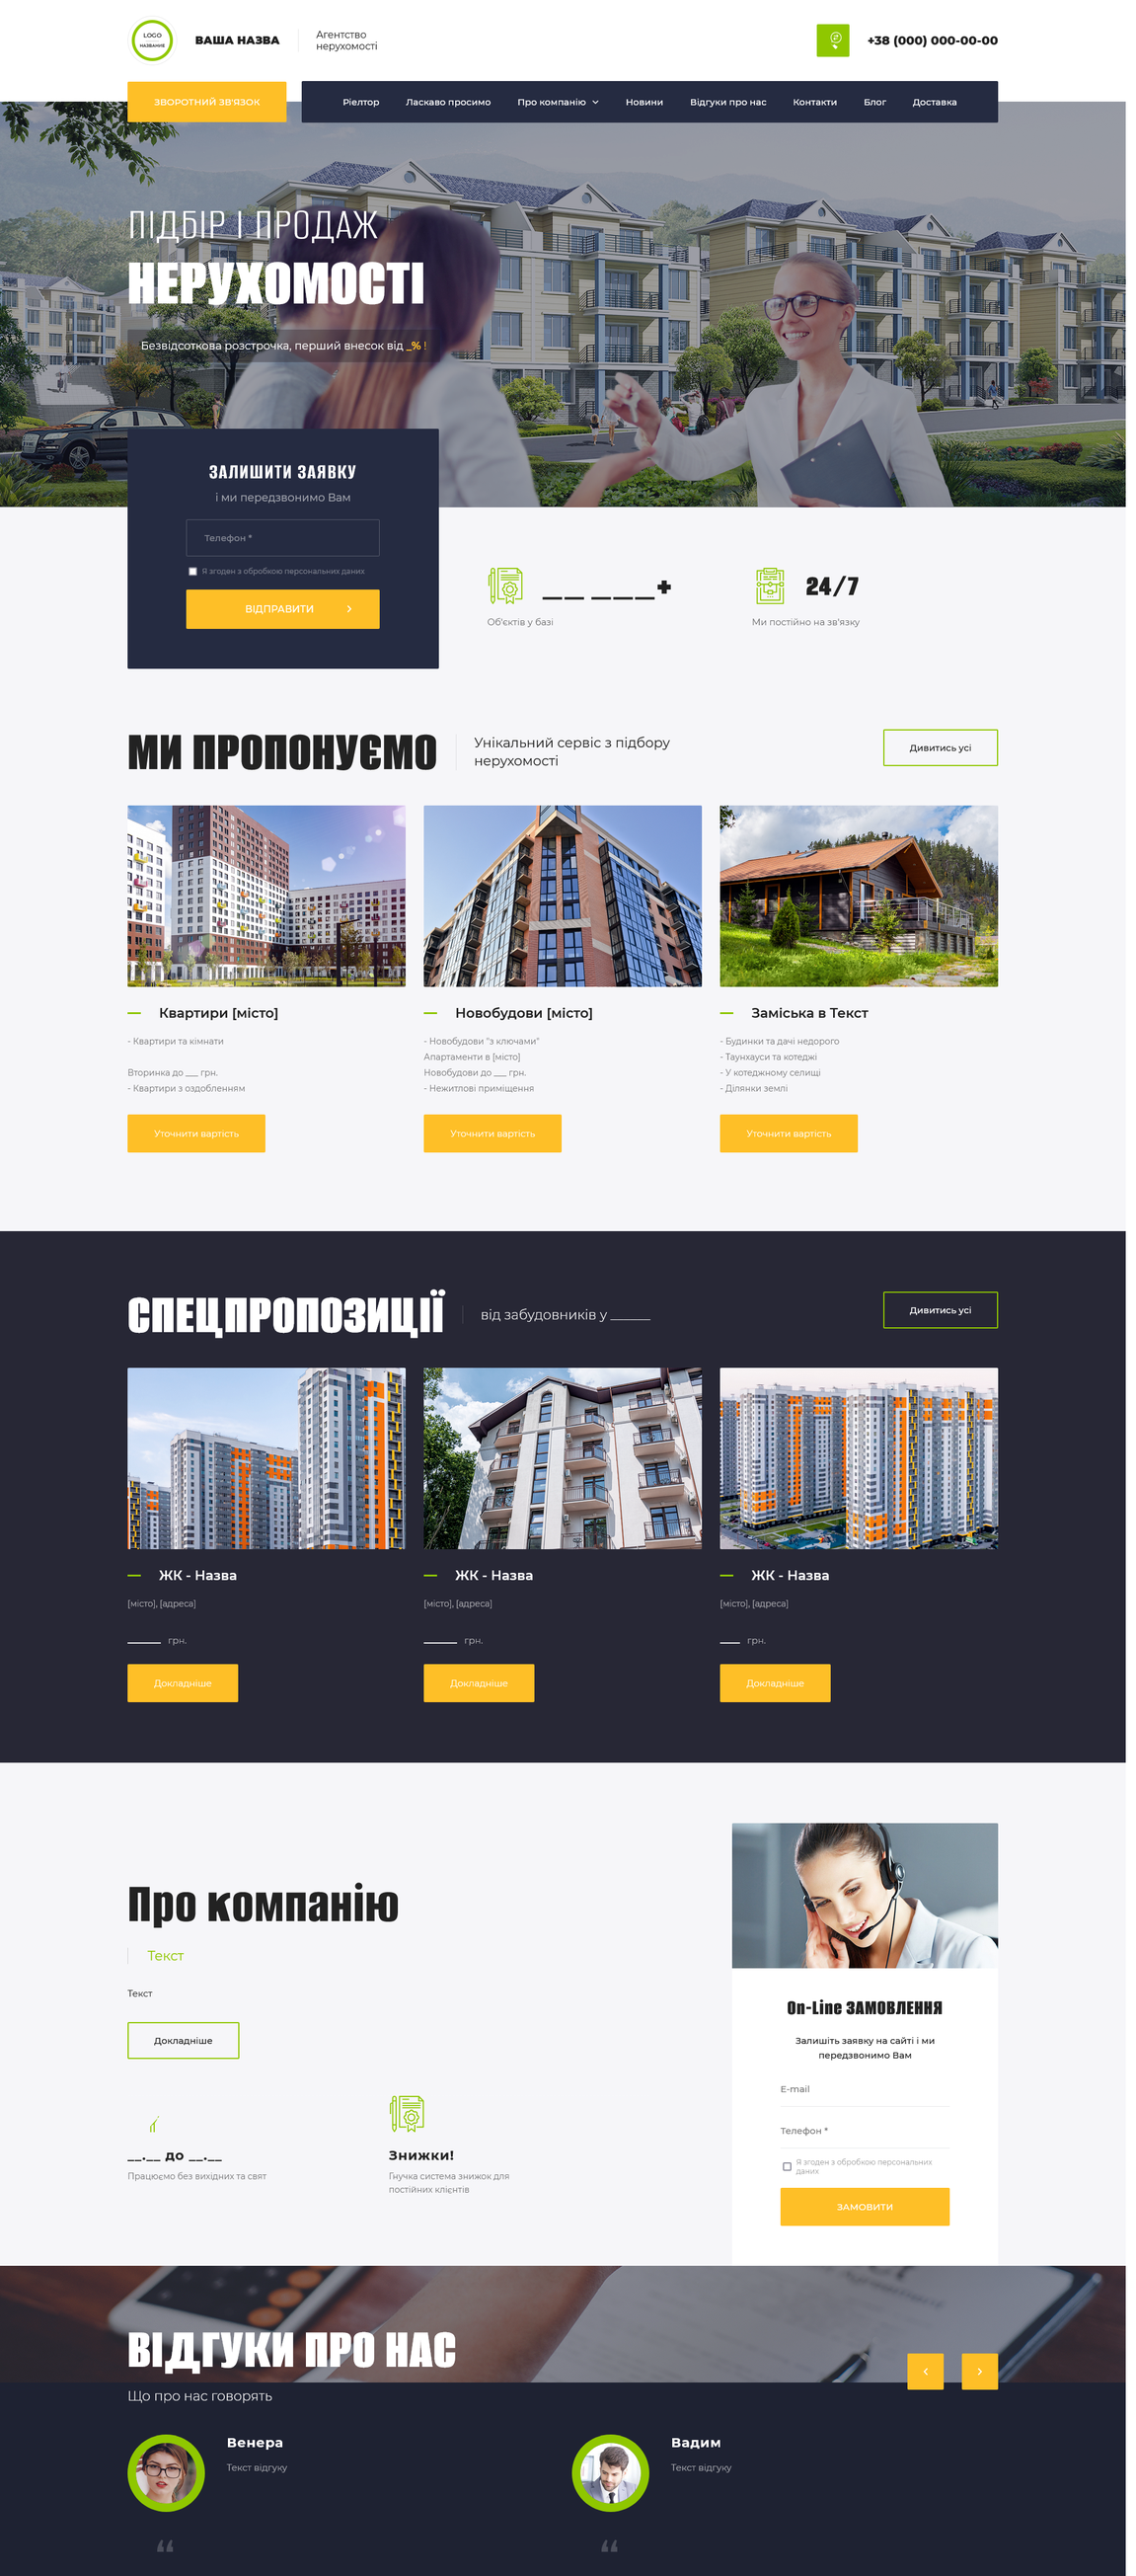 LOGO
НАЗВАНИЕ
ВАША НАЗВА
Агентство
нерухомості
+38 (000) 000-00-00
ЗВОРОТНИЙ ЗВ'ЯЗОК
Ріелтор Ласкаво просимо Про компанію Новини Відгуки про нас Контакти Блог Доставка
ПІДБІР І ПРОДАЖ
НЕРУХОМОСТІ
Безвідсоткова розстрочка, перший внесок від _% !
ЗАЛИШИТИ ЗАЯВКУ
і ми передзвонимо Вам
Телефон *
Я згоден з обробкою персональних даних
ВІДПРАВИТИ
__ ___+
Об'єктів у базі
24/7
Ми постійно на зв'язку
МИ ПРОПОНУЄМО
Унікальний сервіс з підбору
нерухомості
Дивитись усі
Квартири [місто]
- Квартири та кімнати
Вторинка до ___ грн.
- Квартири з оздобленням
Уточнити вартість
Новобудови [місто]
- Новобудови "з ключами"
Апартаменти в [місто]
Новобудови до ___ грн.
- Нежитлові приміщення
Уточнити вартість
Заміська в Текст
- Будинки та дачі недорого
- Таунхауси та котеджі
- У котеджному селищі
- Ділянки землі
Уточнити вартість
СПЕЦПРОПОЗИЦІЇ
від забудовників у ______
Дивитись усі
ЖК - Назва
[місто], [адреса]
_____ грн.
Докладніше
ЖК - Назва
[місто], [адреса]
_____ грн.
Докладніше
ЖК - Назва
[місто], [адреса]
___ грн.
Докладніше
Про компанію
Текст
Текст
Докладніше
__.__ до __.__
Працюємо без вихідних та свят
Знижки!
Гнучка система знижок для
постійних клієнтів
On-Line ЗАМОВЛЕННЯ
Залишіть заявку на сайті і ми
передзвонимо Вам
E-mail
Телефон *
Я згоден з обробкою персональних
даних
ЗАМОВИТИ
ВІДГУКИ ПРО НАС
Що про нас говорять
Венера
Текст відгуку
“
Вадим
Текст відгуку
“